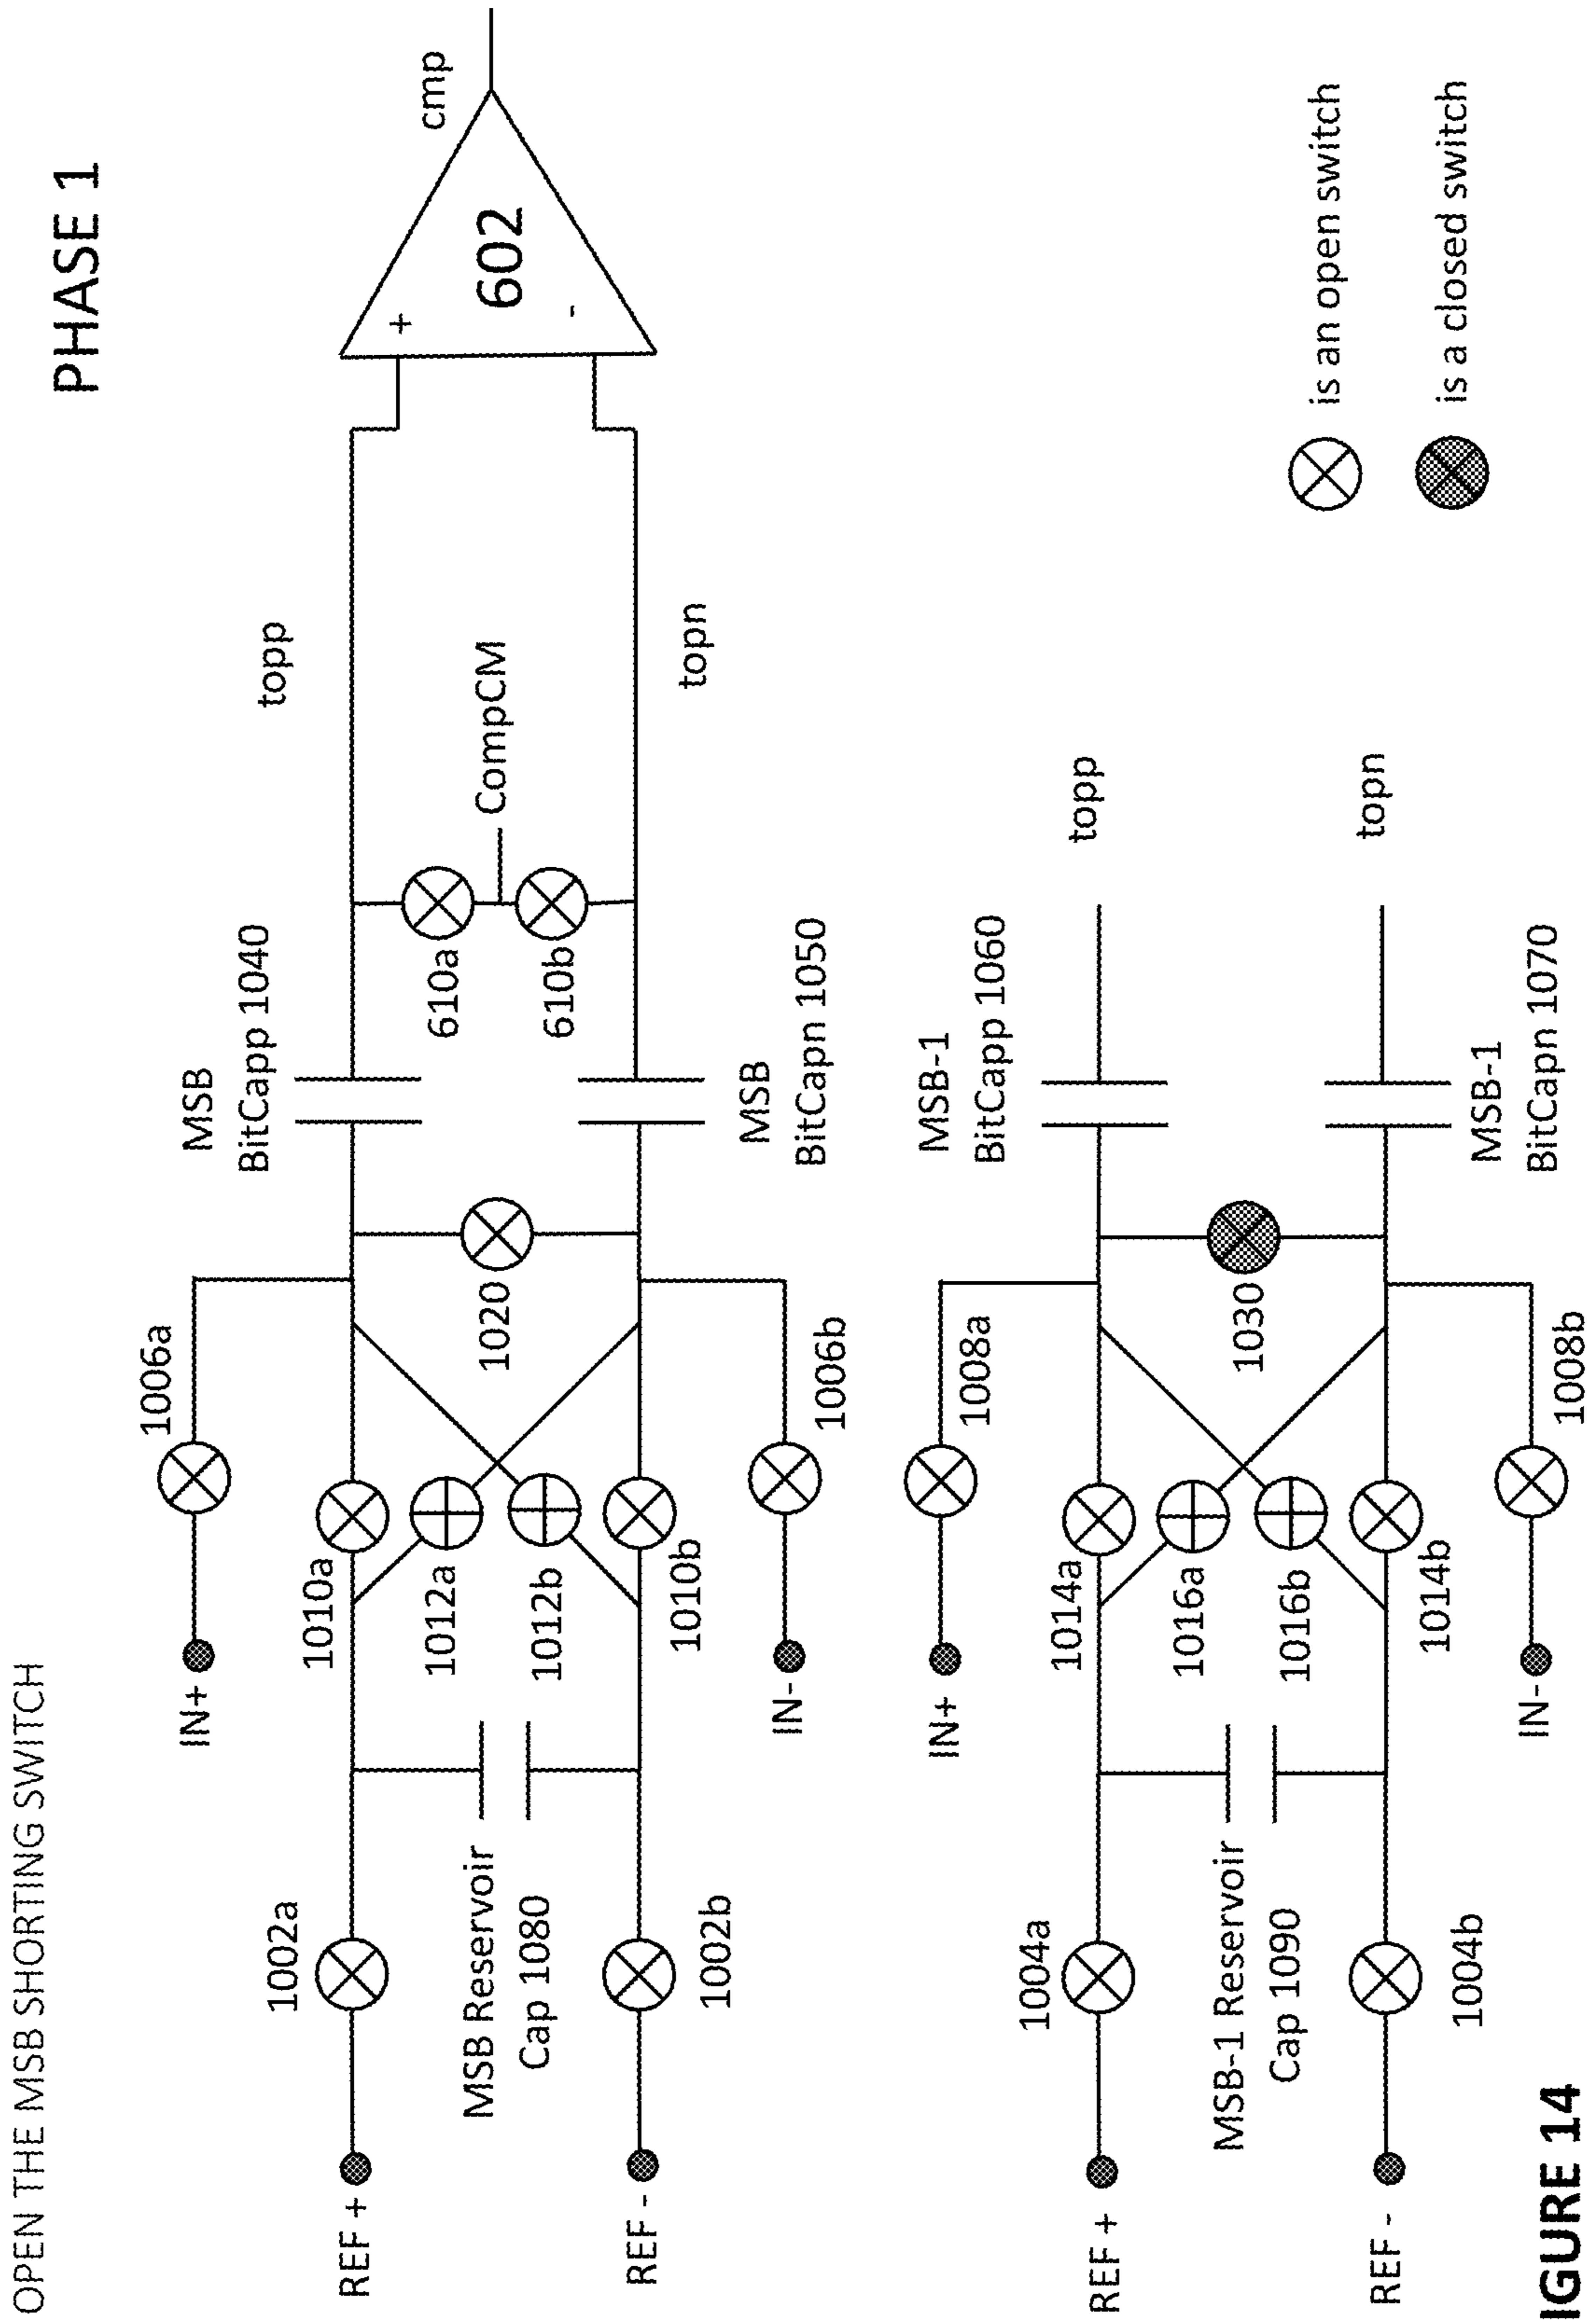 OPEN THE MSB SHORTING SWITCH
PHASE 1
IN+
1006a
MSB
BitCapp 1040
topp
cmp
REF +
1002a
1010a
1012a
1012b
1010b
MSB Reservoir
Cap 1080
1020
610a
610b
CompCM
+
-
602
REF -
1002b
IN-
1006b
MSB
BitCapn 1050
topn
IN+
1008a
MSB-1
BitCapp 1060
REF +
1004a
1014a
1016a
1016b
1014b
MSB-1 Reservoir
Cap 1090
1030
topp
REF -
1004b
IN-
1008b
MSB-1
BitCapn 1070
topn
is an open switch
is a closed switch
IGURE 14